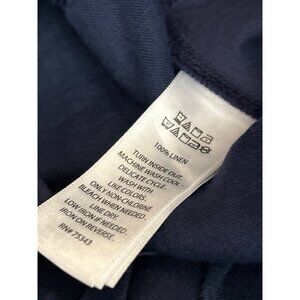 100% LINEN
TURN INSIDE OUT.
MACHINE WASH COOL.
DELICATE CYCLE.
WASH WITH
LIKE COLORS.
ONLY NON-CHLORINE
BLEACH WHEN NEEDED.
LINE DRY.
LOW IRON IF NEEDED.
IRON ON REVERSE.
RN# 73343